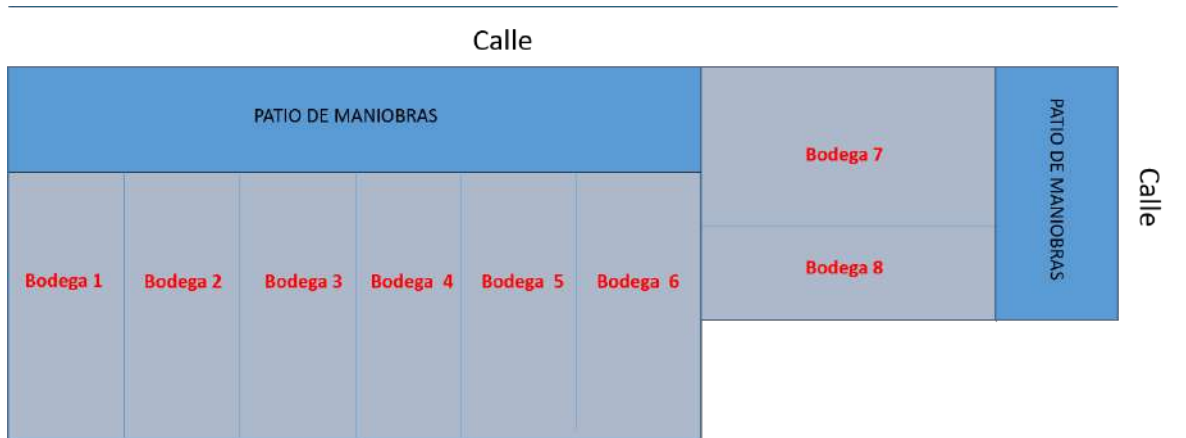 Calle
PATIO DE MANIOBRAS
Bodega 7
PATIO DE MANIOBRAS
Calle
Bodega 1
Bodega 2
Bodega 3
Bodega 4
Bodega 5
Bodega 6
Bodega 8